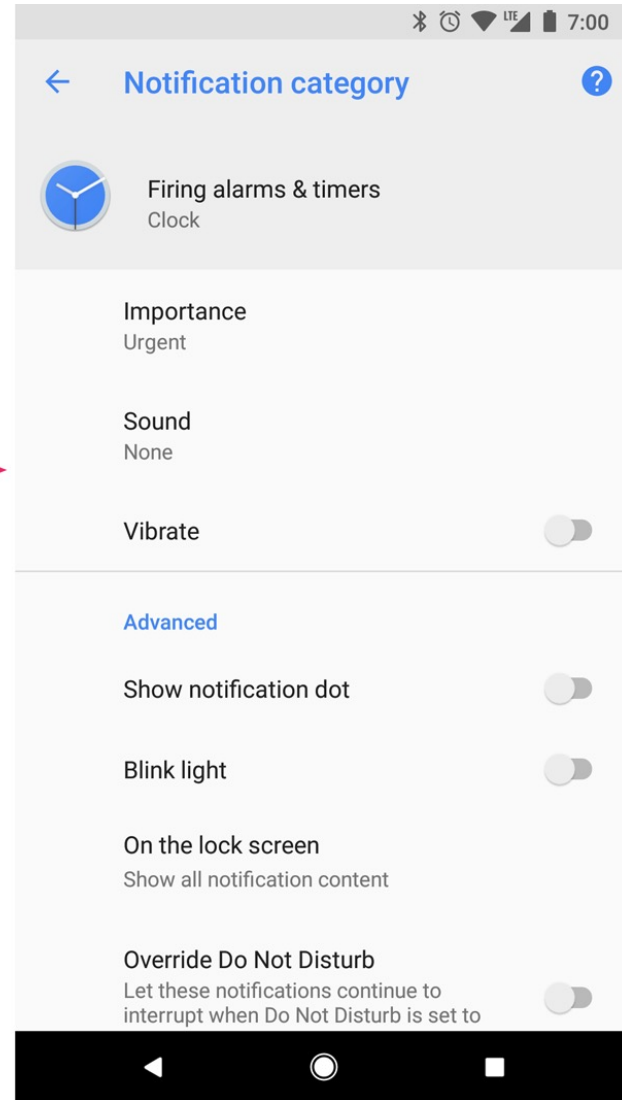 LTE 7:00
Notification category ?
Firing alarms & timers
Clock
Importance
Urgent
Sound
None
Vibrate
Advanced
Show notification dot
Blink light
On the lock screen
Show all notification content
Override Do Not Disturb
Let these notifications continue to
interrupt when Do Not Disturb is set to